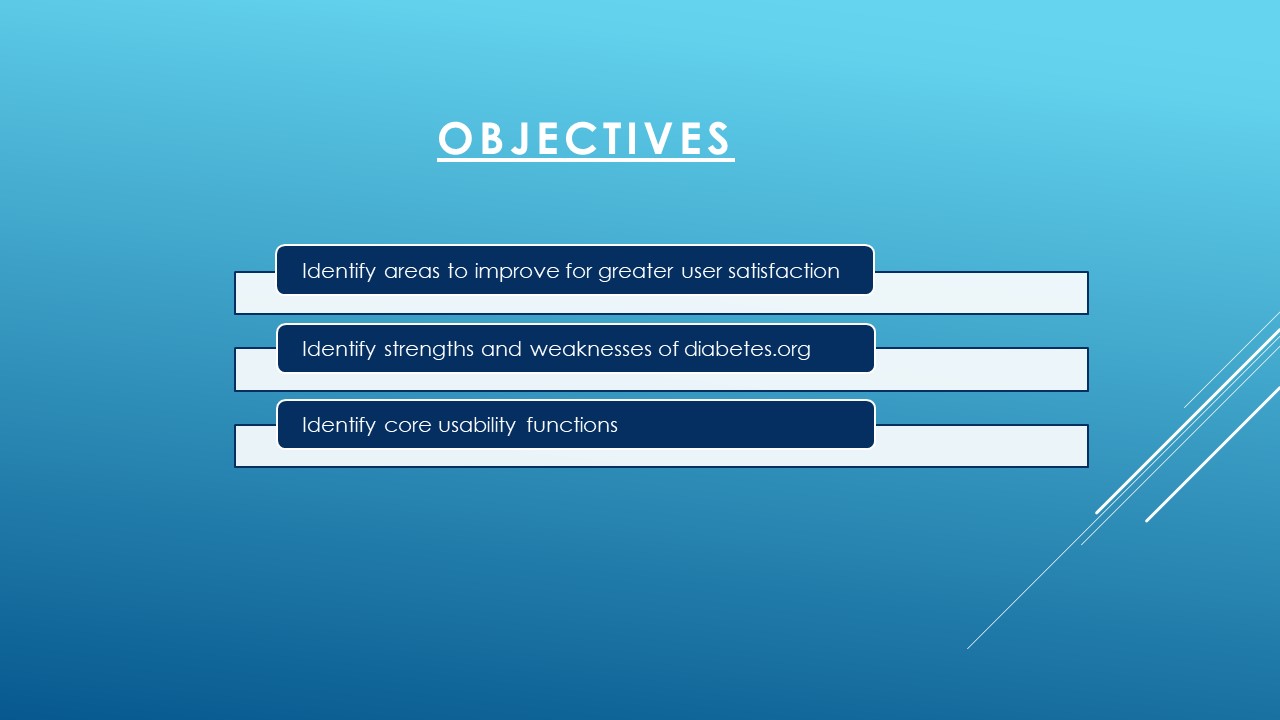 OBJECTIVES
Identify areas to improve for greater user satisfaction
Identify strengths and weaknesses of diabetes.org
Identify core usability functions